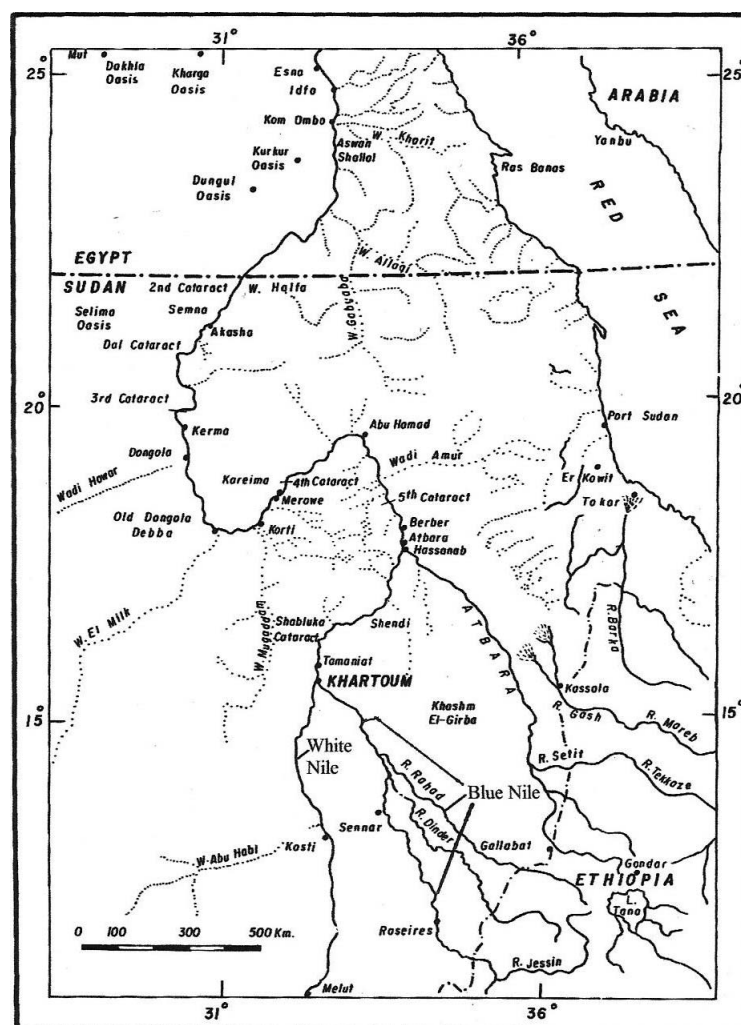 31°
36°
25°
25°
Mut
Dakhla
Oasis
Kharga
Oasis
Esna
Idfo
Kom Ombo
W. Kharit
Aswan
Shallal
Kurkur
Oasis
Dungul
Oasis
Ras Banas
ARABIA
Yanbu
RED
SEA
EGYPT
SUDAN
W. Allaqi
2nd Cataract
W. Halfa
Selima
Oasis
Semna
Akasha
W. Gabgaba
Dal Cataract
20°
20°
3rd Cataract
Kerma
Dongola
Wadi Howar
Abu Hamad
Wadi Amur
Port Sudan
Er Kowit
Tokar
Kareima
4th Cataract
Merowe
5th Cataract
Old Dongola
Debba
Korti
Berber
Atbara
Hassanab
W. El Milk
W. Mugaddam
Shabluka
Cataract
Shendi
ATBARA
R. Barka
Tamaniat
KHARTOUM
Kassala
R. Gash
R. Mareb
15°
15°
Khashm
El-Girba
White
Nile
R. Setit
R. Tekkaze
R. Rahad
Blue Nile
R. Dinder
Sennar
Gallabat
W. Abu Habl
Kosti
Gondar
ETHIOPIA
L.
Tana
0 100 200 300 400 500 Km.
Roseires
R. Jessin
Melut
31°
36°